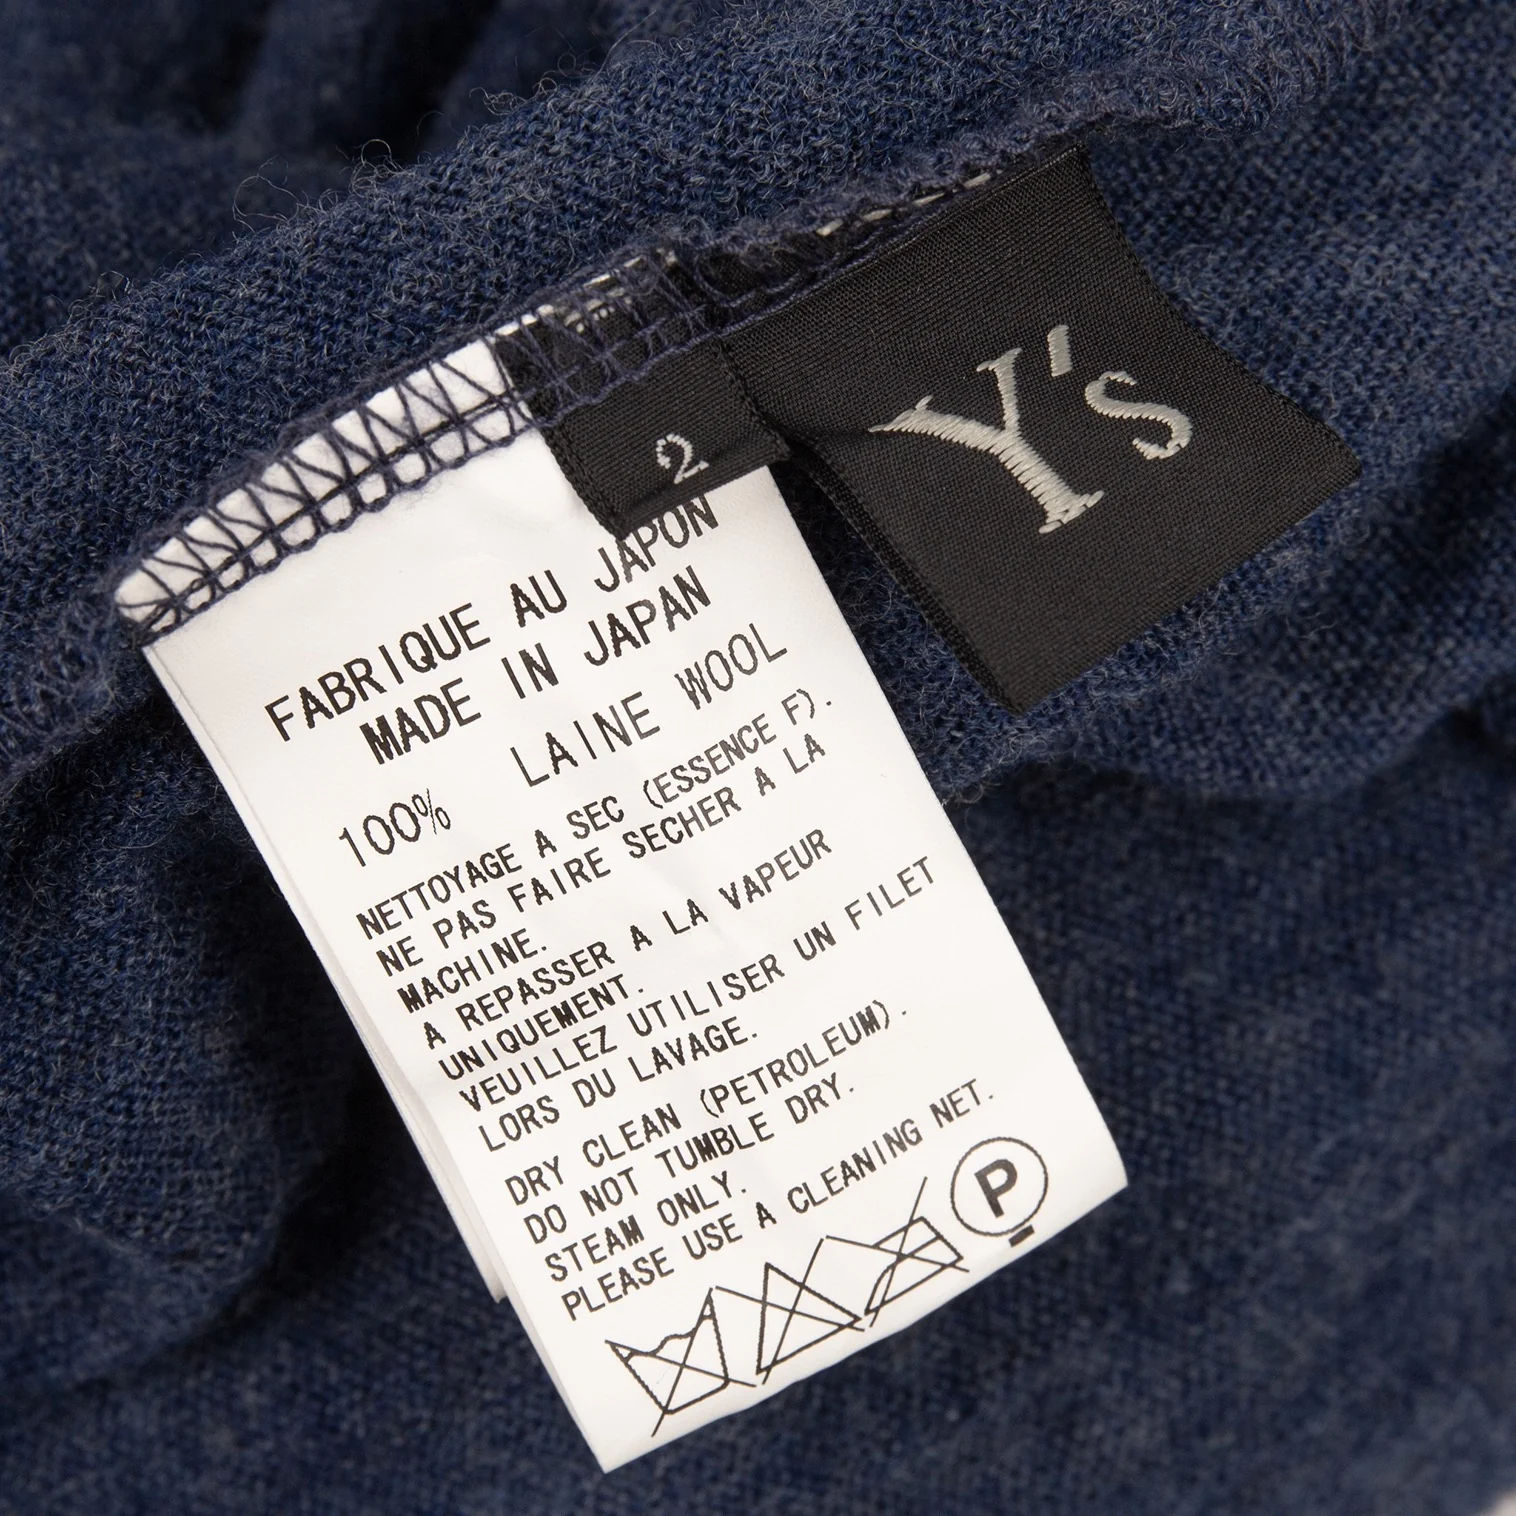 Y's
2
FABRIQUE AU JAPON
MADE IN JAPAN
100% LAINE WOOL
NETTOYAGE A SEC (ESSENCE F).
NE PAS FAIRE SECHER A LA
MACHINE.
A REPASSER A LA VAPEUR
UNIQUEMENT.
VEUILLEZ UTILISER UN FILET
LORS DU LAVAGE.
DRY CLEAN (PETROLEUM).
DO NOT TUMBLE DRY.
STEAM ONLY.
PLEASE USE A CLEANING NET.
P